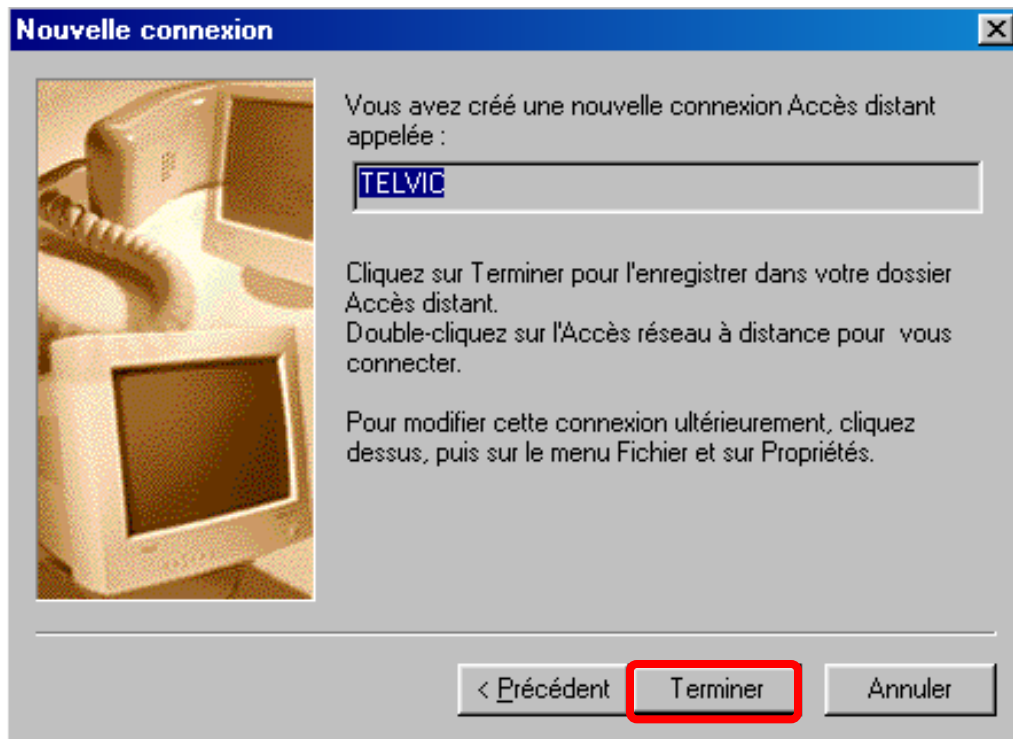 Nouvelle connexion
Vous avez créé une nouvelle connexion Accès distant
appelée :
TELVIC
Cliquez sur Terminer pour l'enregistrer dans votre dossier
Accès distant.
Double-cliquez sur l'Accès réseau à distance pour vous
connecter.
Pour modifier cette connexion ultérieurement, cliquez
dessus, puis sur le menu Fichier et sur Propriétés.
< Précédent Terminer Annuler